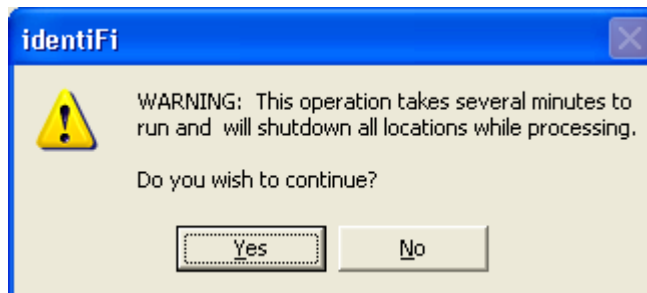 identiFi
WARNING:  This operation takes several minutes to
run and  will shutdown all locations while processing.
Do you wish to continue?
Yes
No